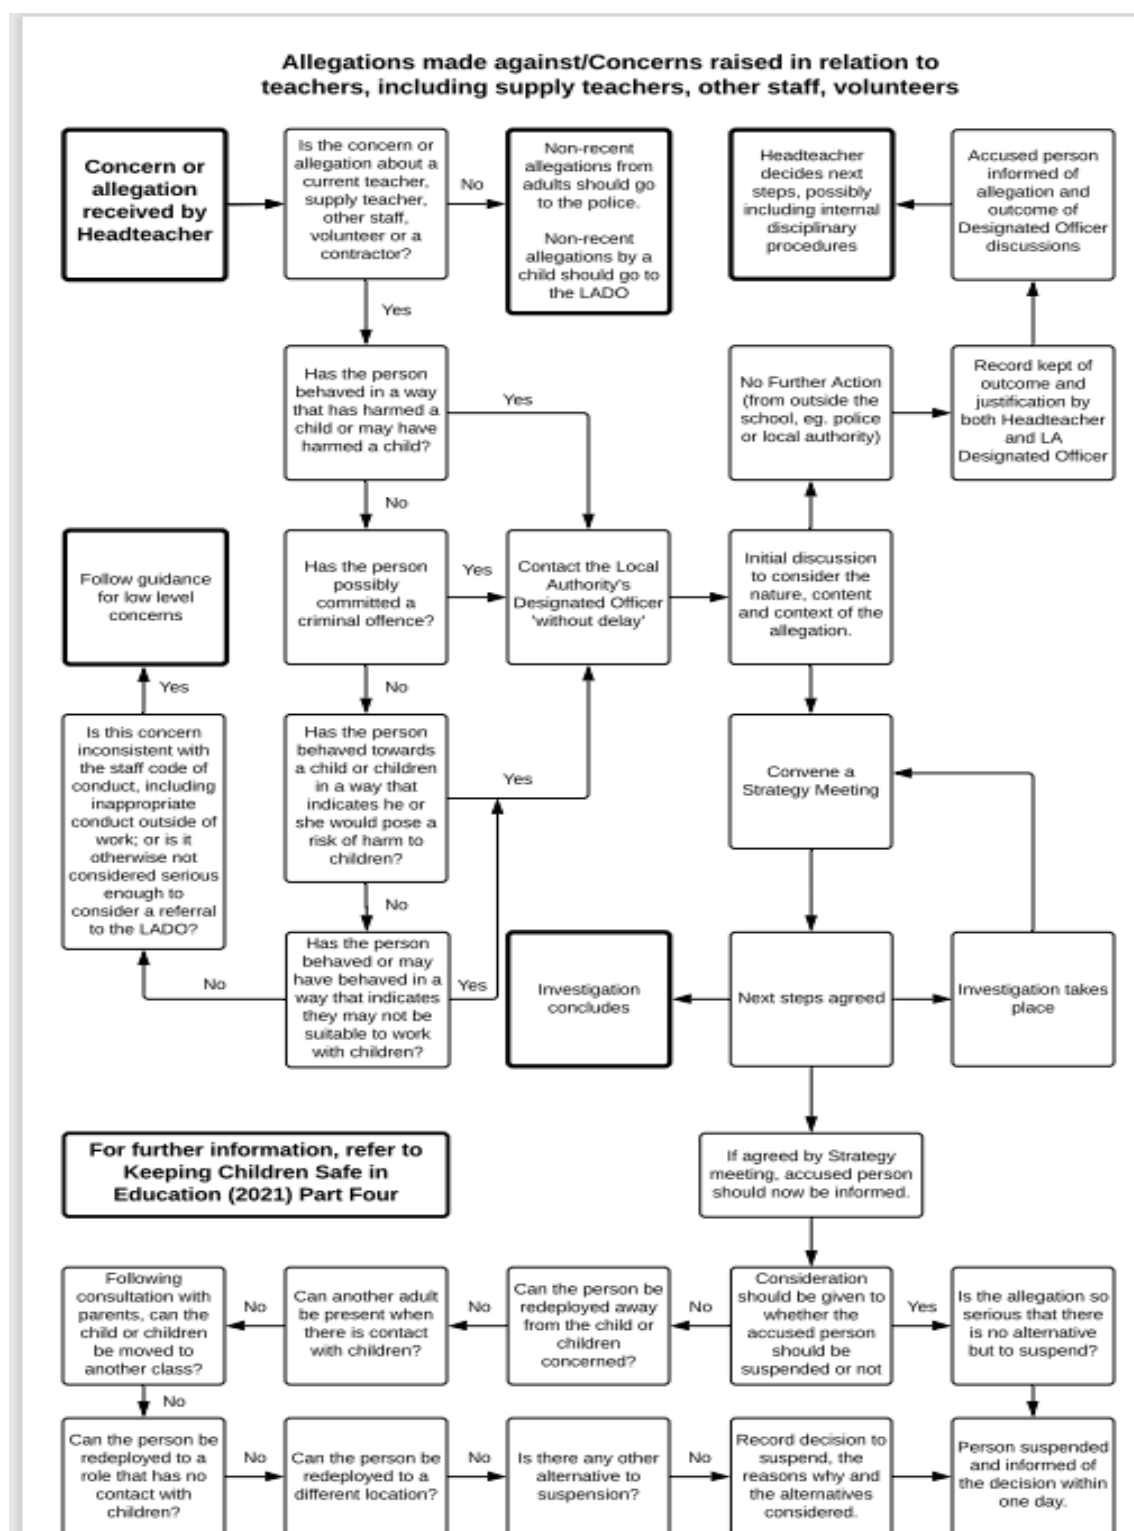 Allegations made against/Concerns raised in relation to
teachers, including supply teachers, other staff, volunteers
Concern or
allegation
received by
Headteacher
Is the concern or
allegation about a
current teacher,
supply teacher,
other staff,
volunteer or a
contractor?
No
Non-recent
allegations from
adults should go
to the police.
Non-recent
allegations by a
child should go to
the LADO
Headteacher
decides next
steps, possibly
including internal
disciplinary
procedures
Accused person
informed of
allegation and
outcome of
Designated Officer
discussions
Yes
Has the person
behaved in a way
that has harmed a
child or may have
harmed a child?
Yes
No Further Action
(from outside the
school, eg. police
or local authority)
Record kept of
outcome and
justification by
both Headteacher
and LA
Designated Officer
No
Follow guidance
for low level
concerns
Has the person
possibly
committed a
criminal offence?
Yes
Contact the Local
Authority's
Designated Officer
'without delay'
Initial discussion
to consider the
nature, content
and context of the
allegation.
Yes
No
Is this concern
inconsistent with
the staff code of
conduct, including
inappropriate
conduct outside of
work; or is it
otherwise not
considered serious
enough to
consider a referral
to the LADO?
Has the person
behaved towards
a child or children
in a way that
indicates he or
she would pose a
risk of harm to
children?
Yes
Convene a
Strategy Meeting
No
No
Has the person
behaved or may
have behaved in a
way that indicates
they may not be
suitable to work
with children?
Yes
Investigation
concludes
Next steps agreed
Investigation takes
place
For further information, refer to
Keeping Children Safe in
Education (2021) Part Four
If agreed by Strategy
meeting, accused person
should now be informed.
Following
consultation with
parents, can the
child or children
be moved to
another class?
No
Can another adult
be present when
there is contact
with children?
No
Can the person be
redeployed away
from the child or
children
concerned?
No
Consideration
should be given to
whether the
accused person
should be
suspended or not
Yes
Is the allegation so
serious that there
is no alternative
but to suspend?
No
Can the person be
redeployed to a
role that has no
contact with
children?
No
Can the person be
redeployed to a
different location?
No
Is there any other
alternative to
suspension?
No
Record decision to
suspend, the
reasons why and
the alternatives
considered.
Person suspended
and informed of
the decision within
one day.